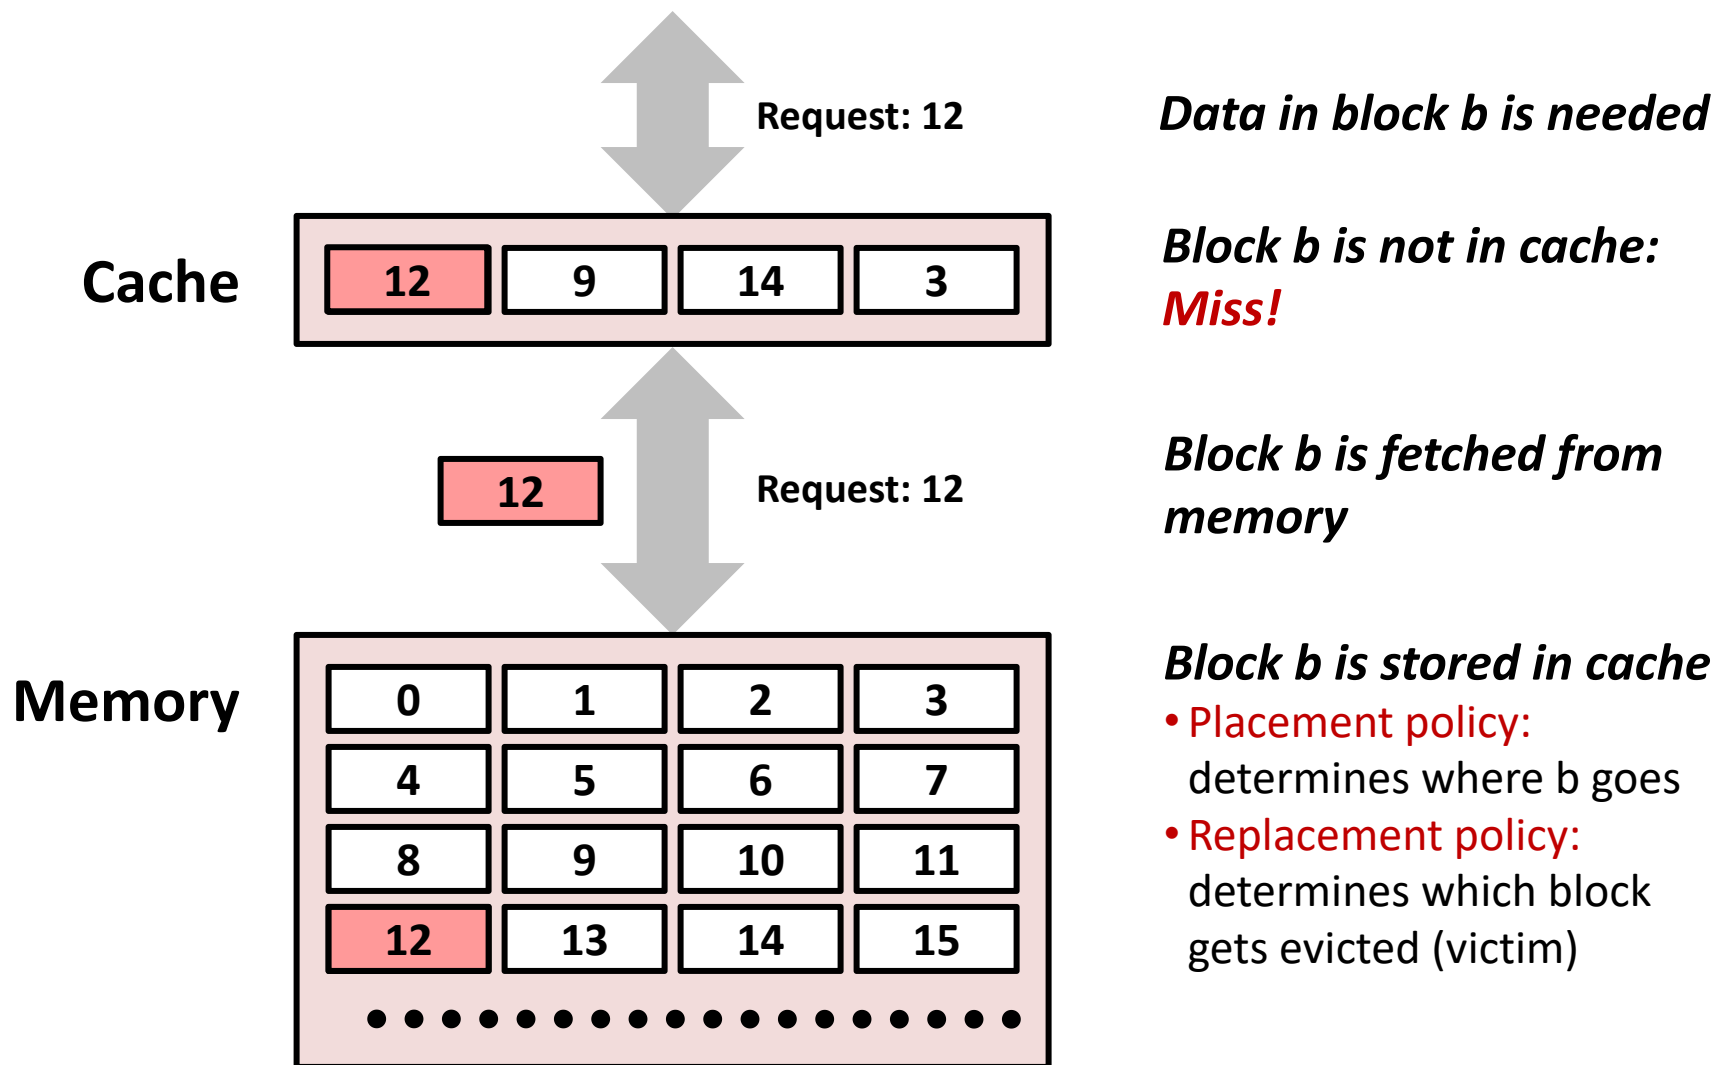 Request: 12
Data in block b is needed
Cache
12 9 14 3
Block b is not in cache:
Miss!
12
Request: 12
Block b is fetched from
memory
Memory
0 1 2 3
4 5 6 7
8 9 10 11
12 13 14 15
Block b is stored in cache
• Placement policy:
determines where b goes
• Replacement policy:
determines which block
gets evicted (victim)